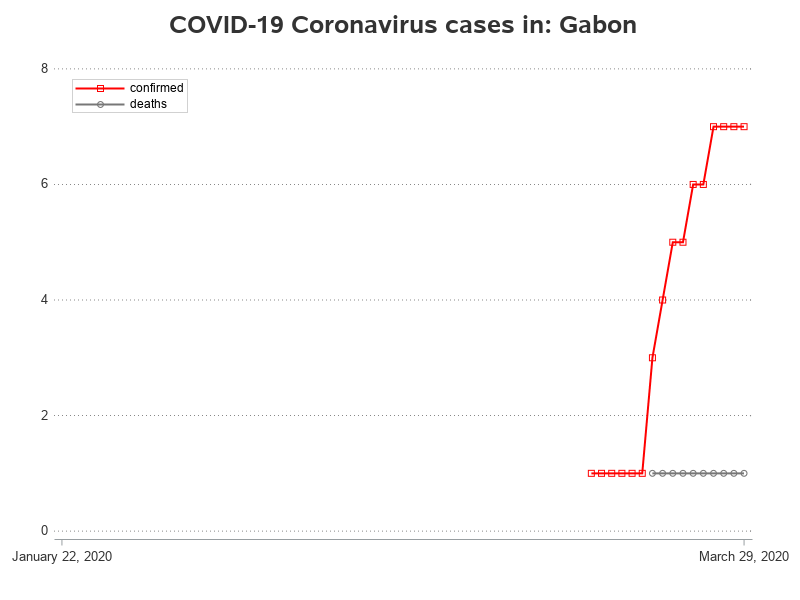 COVID-19 Coronavirus cases in: Gabon
8
confirmed
deaths
6
4
2
0
January 22, 2020
March 29, 2020